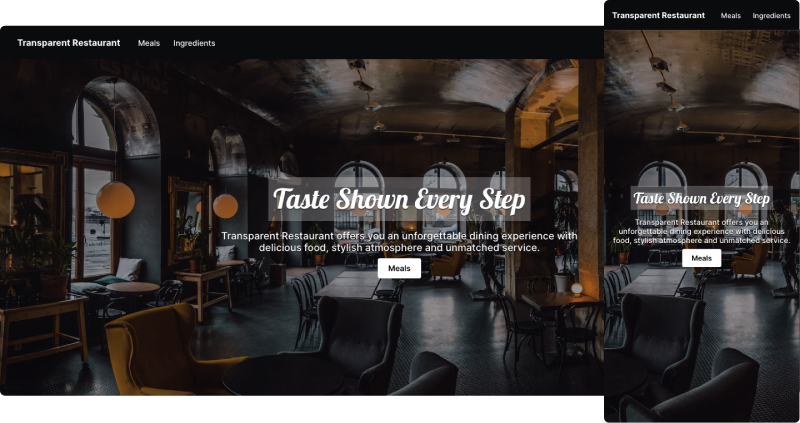 Transparent Restaurant Meals Ingredients
Taste Shown Every Step
Transparent Restaurant offers you an unforgettable dining experience with
delicious food, stylish atmosphere and unmatched service.
Meals
Transparent Restaurant Meals Ingredients
Taste Shown Every Step
Transparent Restaurant offers you an
unforgettable dining experience with delicious
food, stylish atmosphere and unmatched service.
Meals